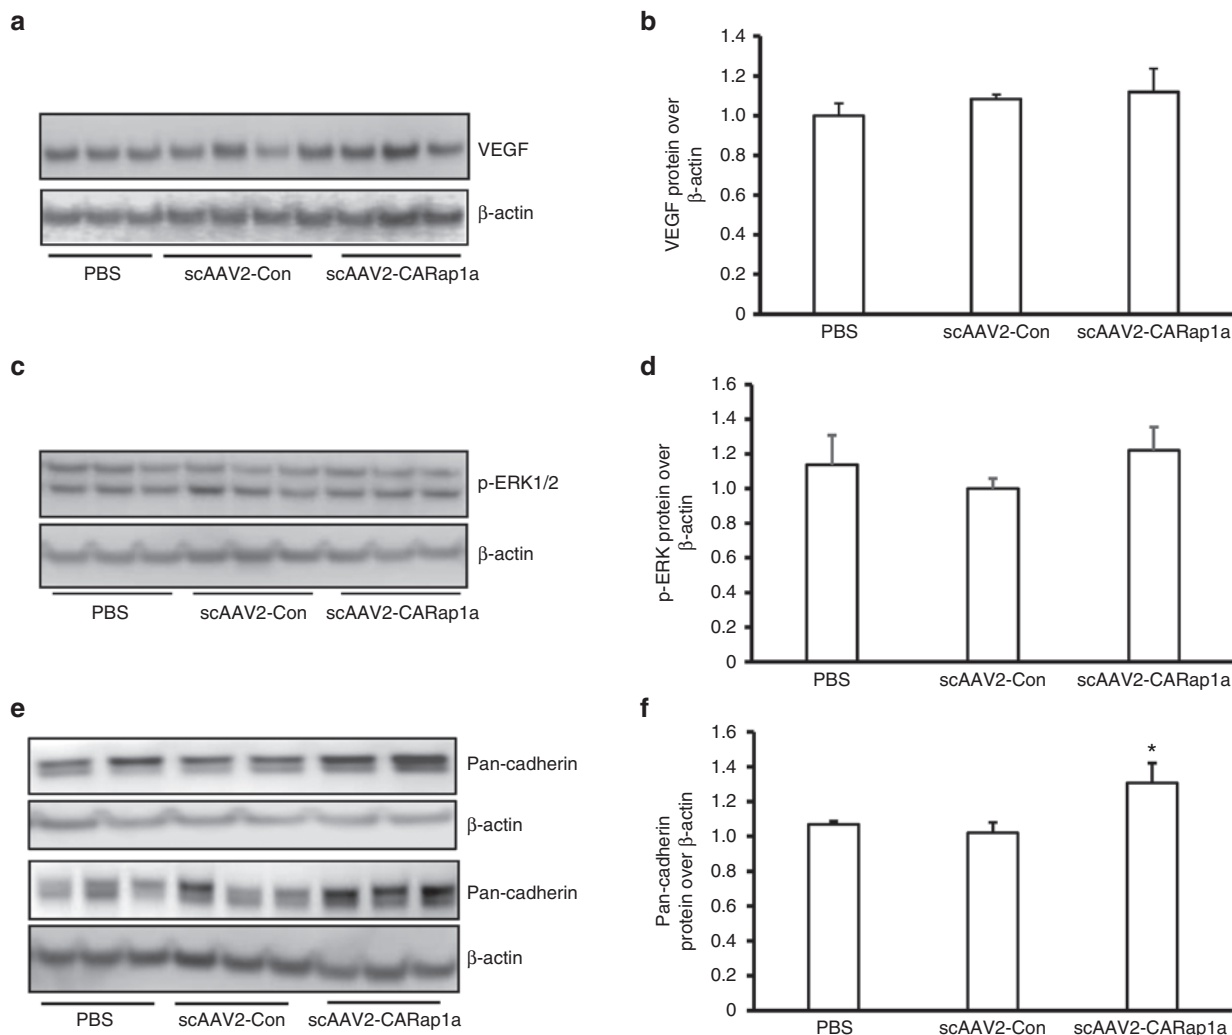 a
VEGF
β-actin
PBS scAAV2-Con scAAV2-CARap1a
b
VEGF protein over
β-actin
1.4
1.2
1.0
0.8
0.6
0.4
0.2
0
PBS scAAV2-Con scAAV2-CARap1a
c
p-ERK1/2
β-actin
PBS scAAV2-Con scAAV2-CARap1a
d
p-ERK protein over
β-actin
1.6
1.4
1.2
1.0
0.8
0.6
0.4
0.2
0
PBS scAAV2-Con scAAV2-CARap1a
e
Pan-cadherin
β-actin
Pan-cadherin
β-actin
PBS scAAV2-Con scAAV2-CARap1a
f
Pan-cadherin
protein over β-actin
1.6
1.4
1.2
1.0
0.8
0.6
0.4
0.2
0
*
PBS scAAV2-Con scAAV2-CARap1a